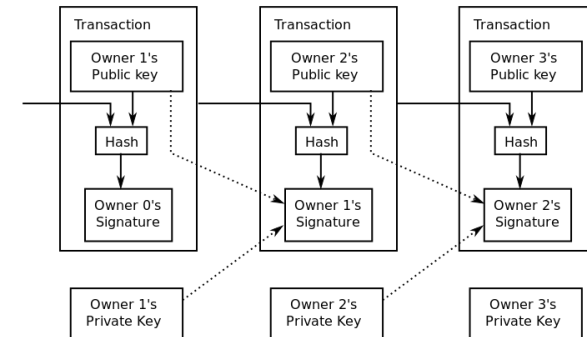 Transaction
Owner 1's
Public key
Hash
Owner 0's
Signature
Transaction
Owner 2's
Public key
Hash
Owner 1's
Signature
Transaction
Owner 3's
Public key
Hash
Owner 2's
Signature
Owner 1's
Private Key
Owner 2's
Private Key
Owner 3's
Private Key